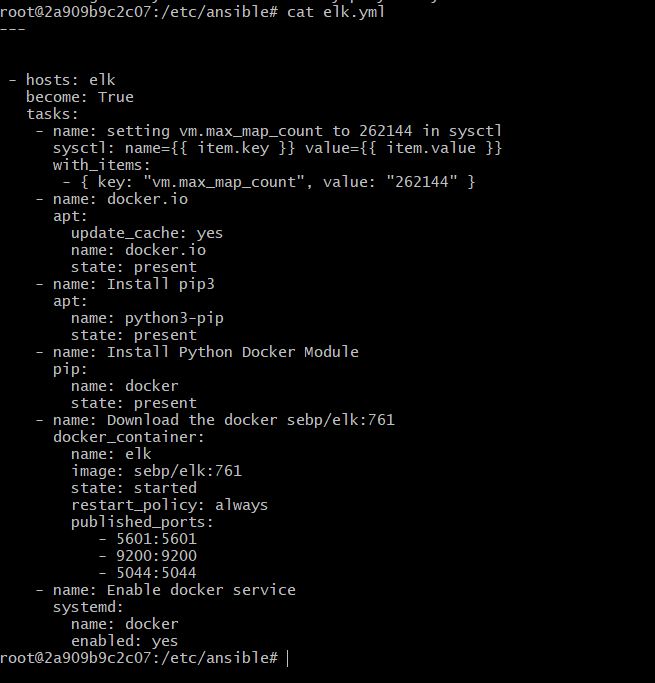 root@2a909b9c2c07:/etc/ansible# cat elk.yml
---
- hosts: elk
become: True
tasks:
- name: setting vm.max_map_count to 262144 in sysctl
sysctl: name={{ item.key }} value={{ item.value }}
with_items:
- { key: "vm.max_map_count", value: "262144" }
- name: docker.io
apt:
update_cache: yes
name: docker.io
state: present
- name: Install pip3
apt:
name: python3-pip
state: present
- name: Install Python Docker Module
pip:
name: docker
state: present
- name: Download the docker sebp/elk:761
docker_container:
name: elk
image: sebp/elk:761
state: started
restart_policy: always
published_ports:
- 5601:5601
- 9200:9200
- 5044:5044
- name: Enable docker service
systemd:
name: docker
enabled: yes
root@2a909b9c2c07:/etc/ansible#